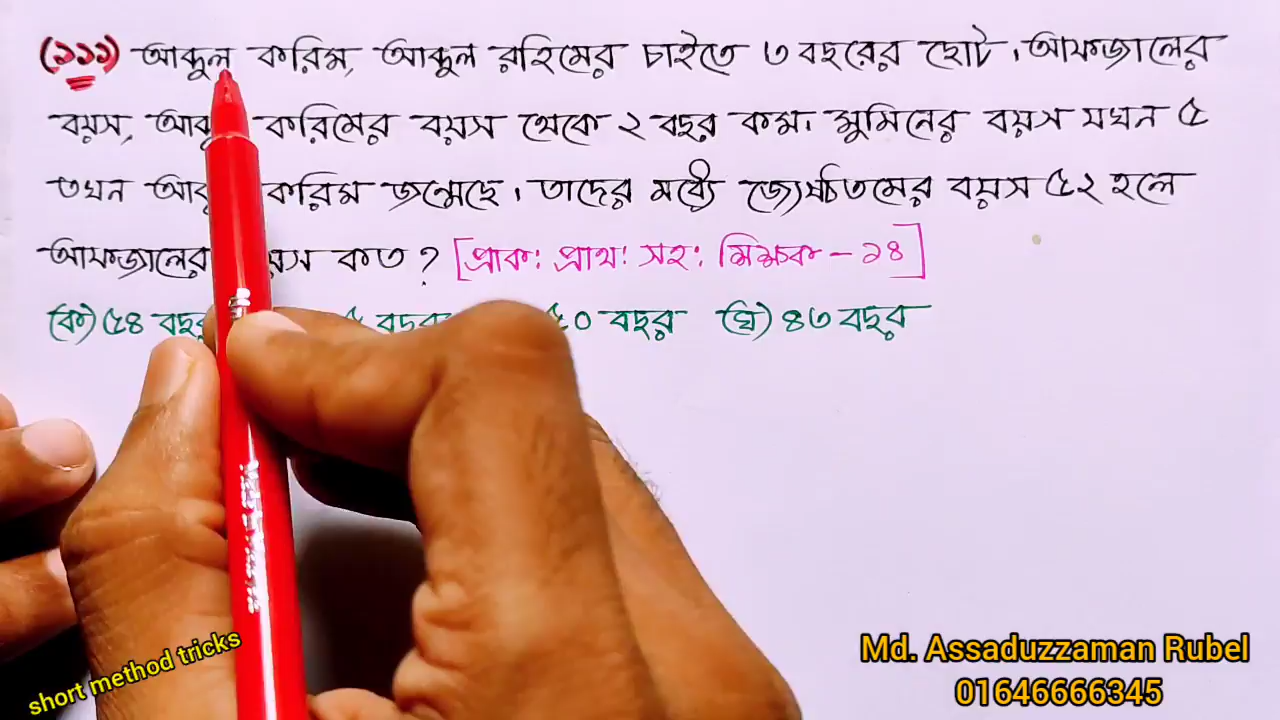 (১১১) আব্দুল করিম, আব্দুল রহিমের চাইতে ৩ বছরের ছোট। আফজালের
বয়স, করিমের বয়স থেকে ২ বছর কম। মুমিনের বয়স যখন ৫
তখন করিম জন্মেছে। তাদের মধ্যে জ্যেষ্ঠতমের বয়স ৫২ হলে
আফজালের কত? [প্রাক: প্রাথ: সহ: শিক্ষক - ১৪]
(ক) ৫৪ বছর বছর ৫০ বছর (ঘ) ৪৩ বছর
short method tricks
Md. Assaduzzaman Rubel
01646666345